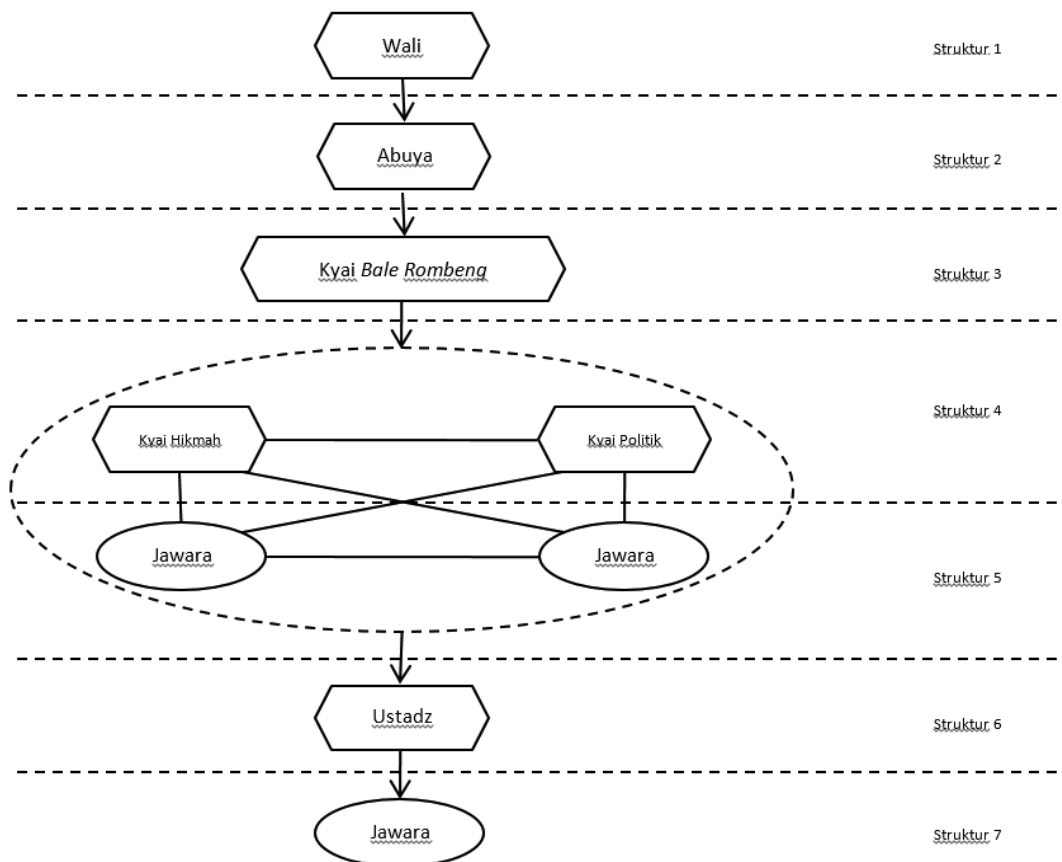 Wali
Struktur 1
Abuya
Struktur 2
Kyai Bale Rombeng
Struktur 3
Struktur 4
Kyai Hikmah
Kyai Politik
Jawara
Jawara
Struktur 5
Ustadz
Struktur 6
Jawara
Struktur 7